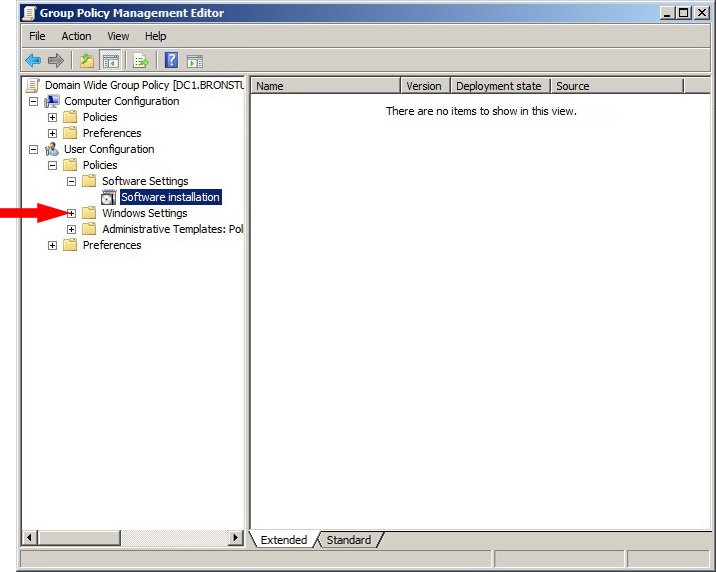 Group Policy Management Editor
File Action View Help
Domain Wide Group Policy [DC1.BRONSTU
Computer Configuration
Policies
Preferences
User Configuration
Policies
Software Settings
Software installation
Windows Settings
Administrative Templates: Pol
Preferences
Name Version Deployment state Source
There are no items to show in this view.
Extended Standard